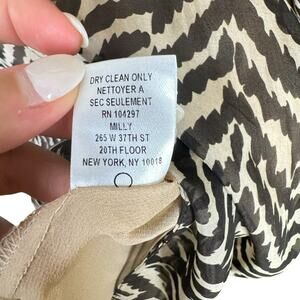 DRY CLEAN ONLY
NETTOYER A
SEC SEULEMENT
RN 104297
MILLY
265 W 37TH ST
20TH FLOOR
NEW YORK, NY 10018